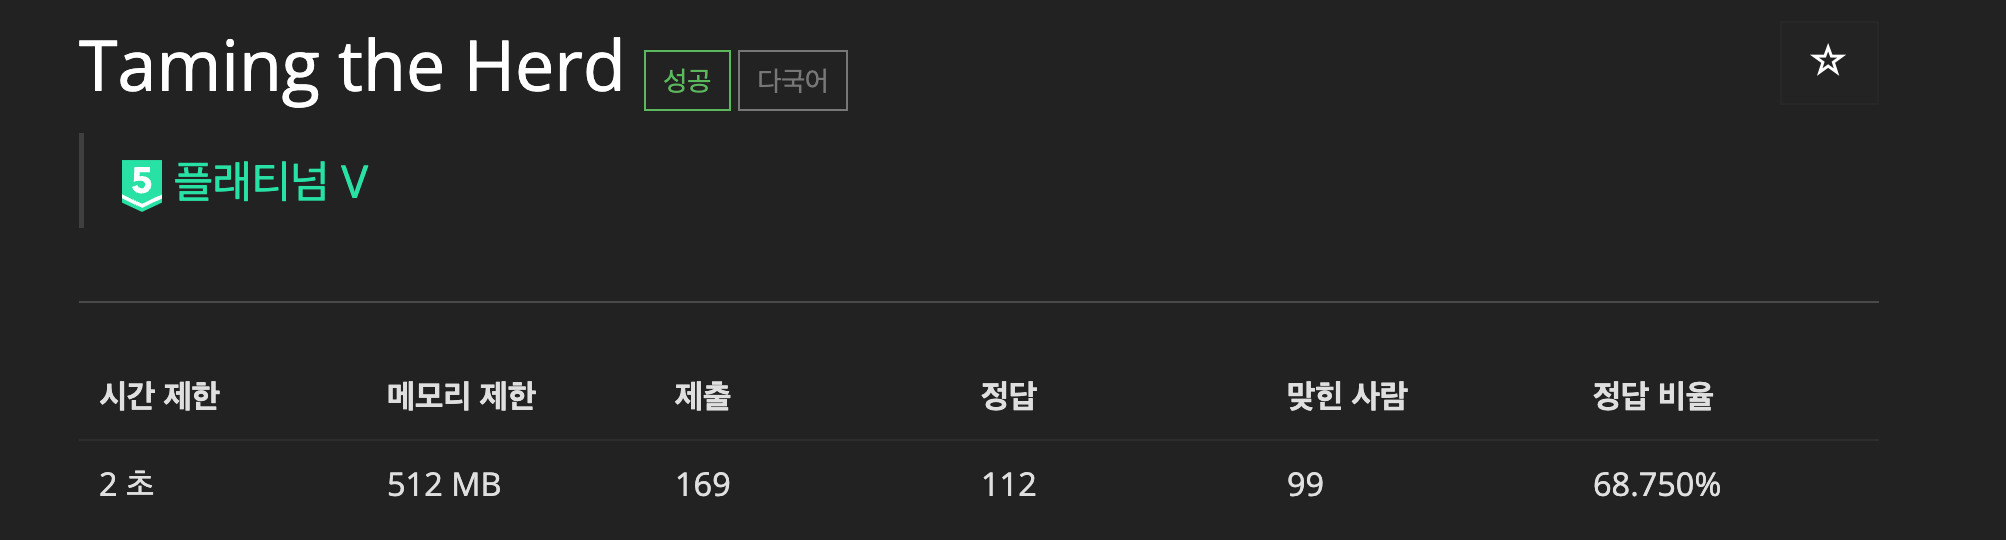 Taming the Herd 성공 다국어
5 플래티넘 V
시간 제한 메모리 제한 제출 정답 맞힌 사람 정답 비율
2 초 512 MB 169 112 99 68.750%